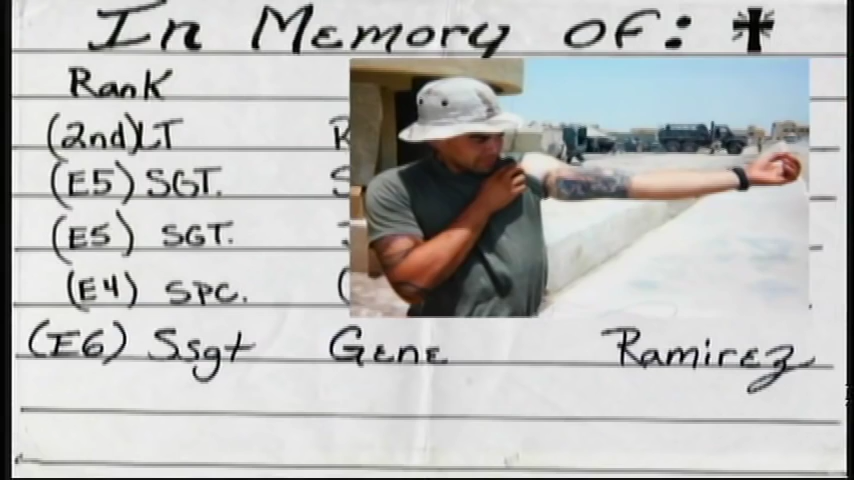 In Memory of:
Rank
(2nd)LT
(E5) SGT.
(E5) SGT.
(E4) SPC.
(E6) Ssgt Gene Ramirez